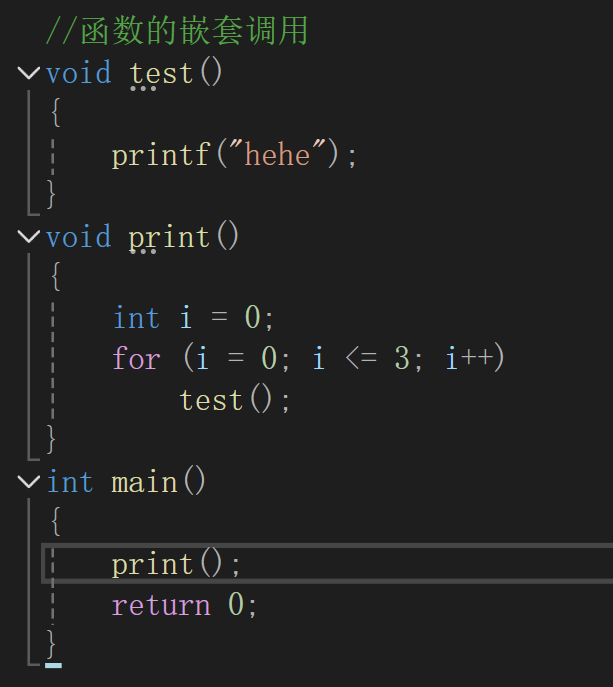 //函数的嵌套调用
void test()
{
    printf("hehe");
}
void print()
{
    int i = 0;
    for (i = 0; i <= 3; i++)
        test();
}
int main()
{
    print();
    return 0;
}